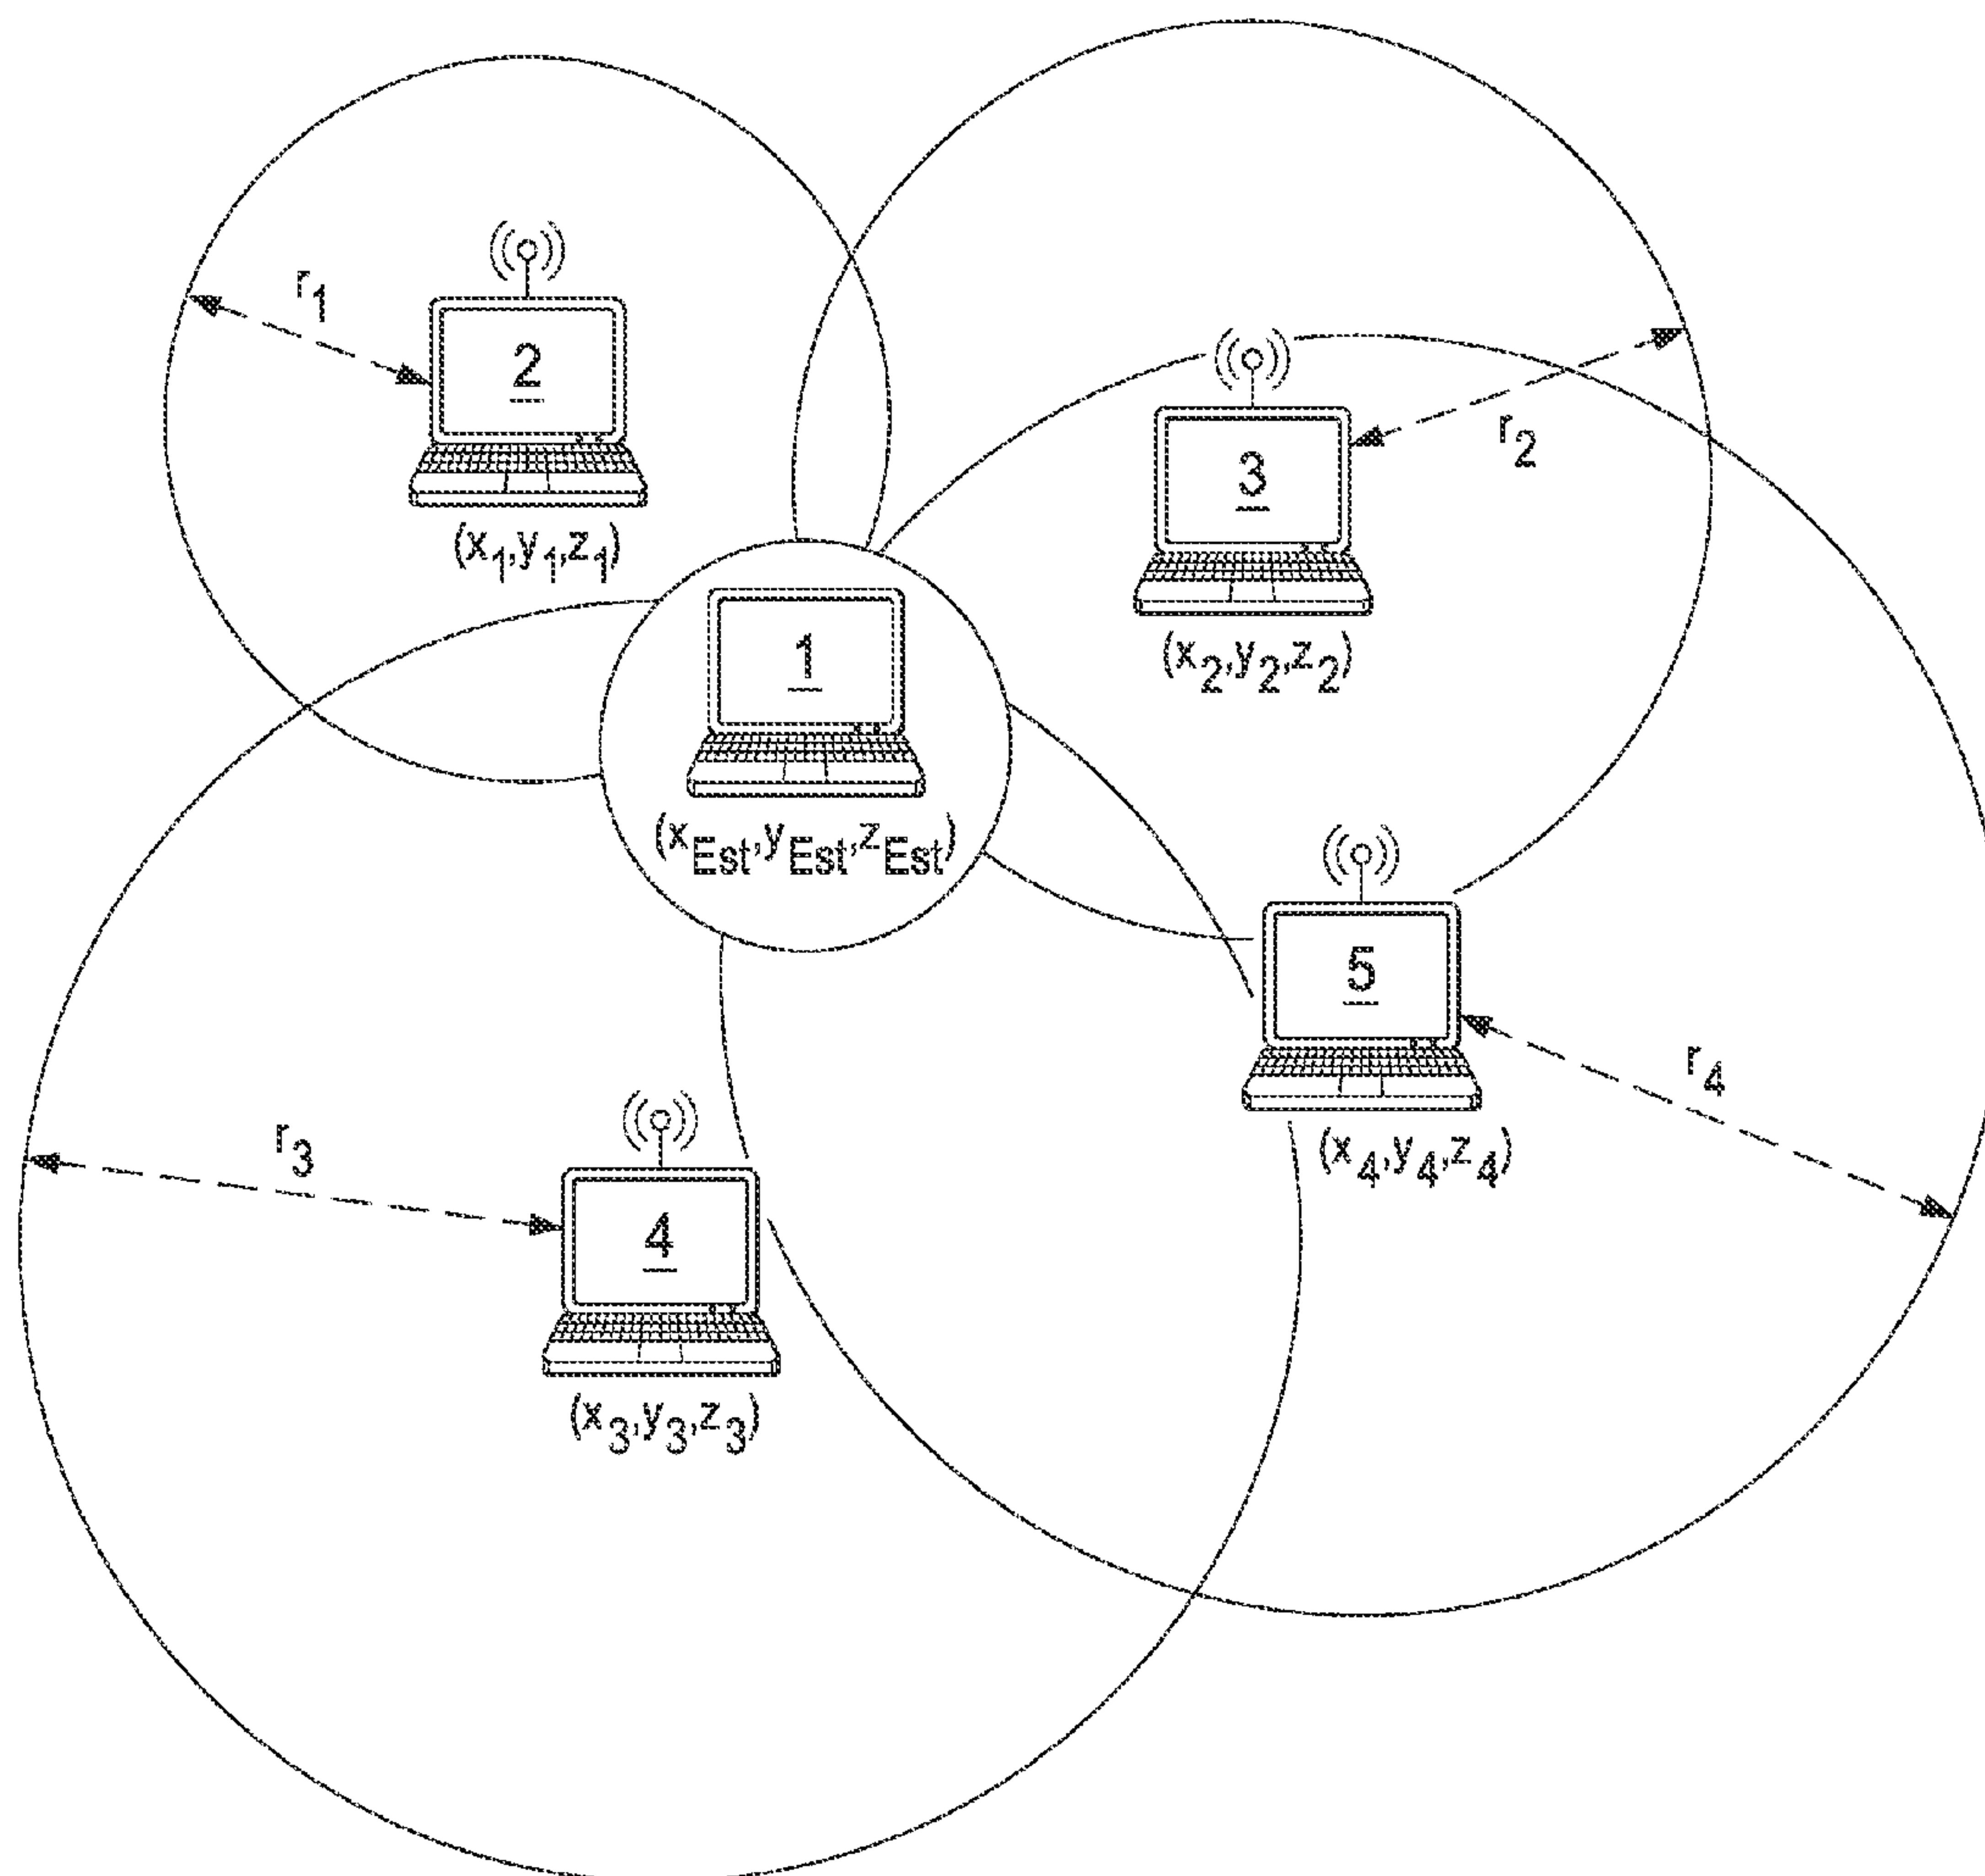 r1
2
(x1,y1,z1)
3
r2
(x2,y2,z2)
1
(xEst,yEst,zEst)
5
r4
(x4,y4,z4)
r3
4
(x3,y3,z3)